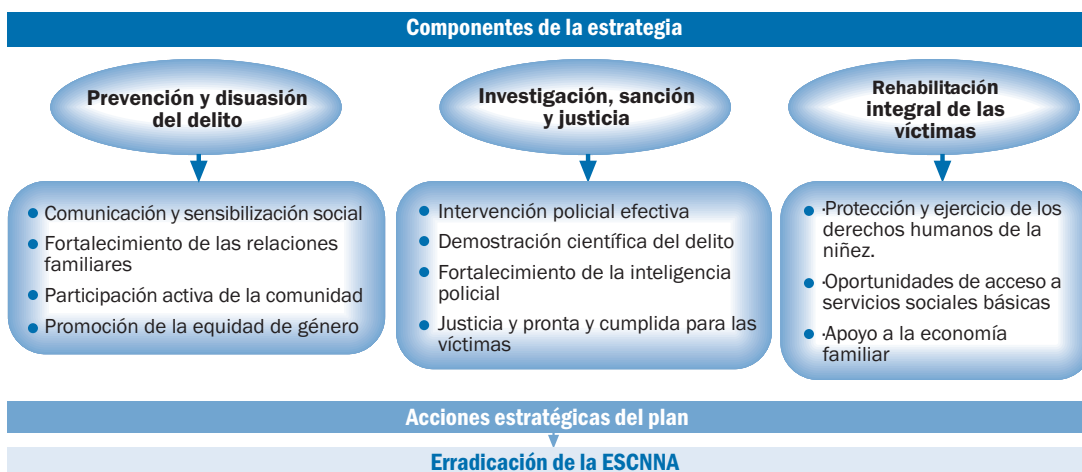 Componentes de la estrategia
Prevención y disuasión
del delito
Investigación, sanción
y justicia
Rehabilitación
integral de las
víctimas
● Comunicación y sensibilización social
● Fortalecimiento de las relaciones
familiares
● Participación activa de la comunidad
● Promoción de la equidad de género
● Intervención policial efectiva
● Demostración científica del delito
● Fortalecimiento de la inteligencia
policial
● Justicia y pronta y cumplida para las
víctimas
● ·Protección y ejercicio de los
derechos humanos de la
niñez.
● ·Oportunidades de acceso a
servicios sociales básicas
● ·Apoyo a la economía
familiar
Acciones estratégicas del plan
Erradicación de la ESCNNA